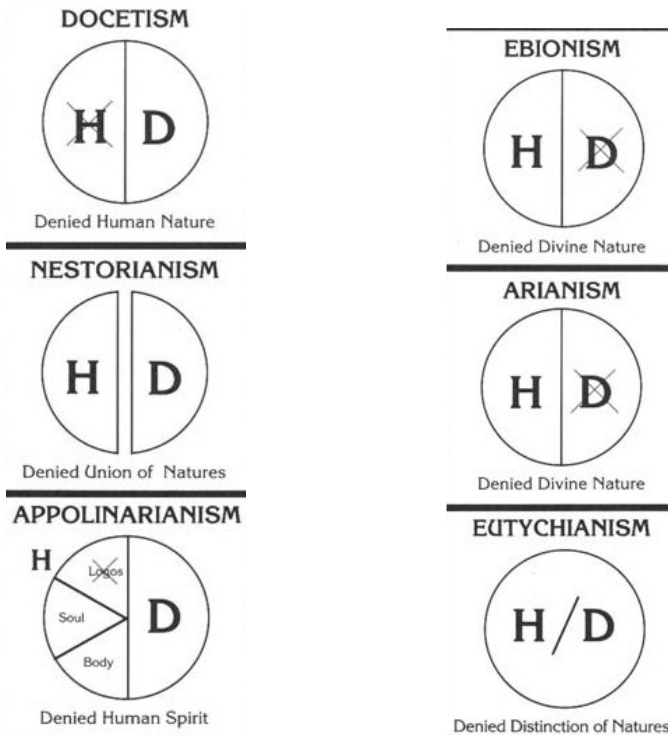 DOCETISM
H D
Denied Human Nature
NESTORIANISM
H D
Denied Union of Natures
APPOLINARIANISM
H
Logos
Soul
D
Body
Denied Human Spirit
EBIONISM
H D
Denied Divine Nature
ARIANISM
H D
Denied Divine Nature
EUTYCHIANISM
H/D
Denied Distinction of Natures